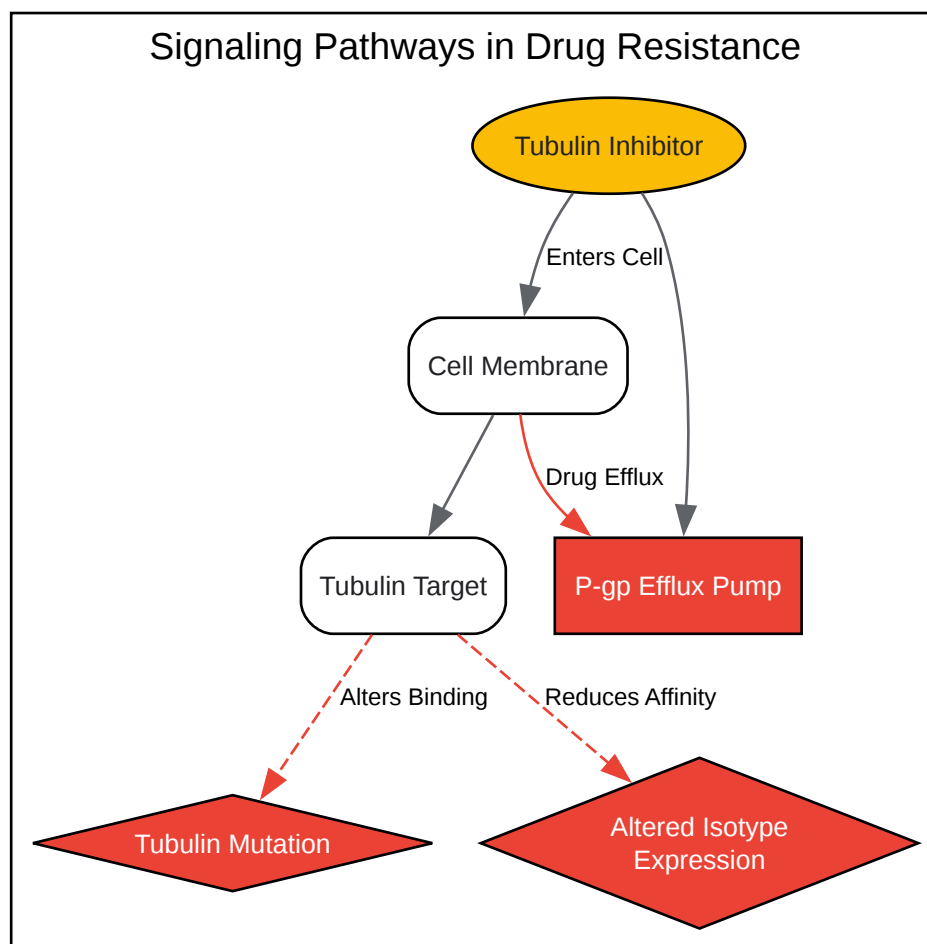 Signaling Pathways in Drug Resistance
Tubulin Inhibitor
Enters Cell
Cell Membrane
Drug Efflux
Tubulin Target
P-gp Efflux Pump
Alters Binding
Reduces Affinity
Tubulin Mutation
Altered Isotype
Expression